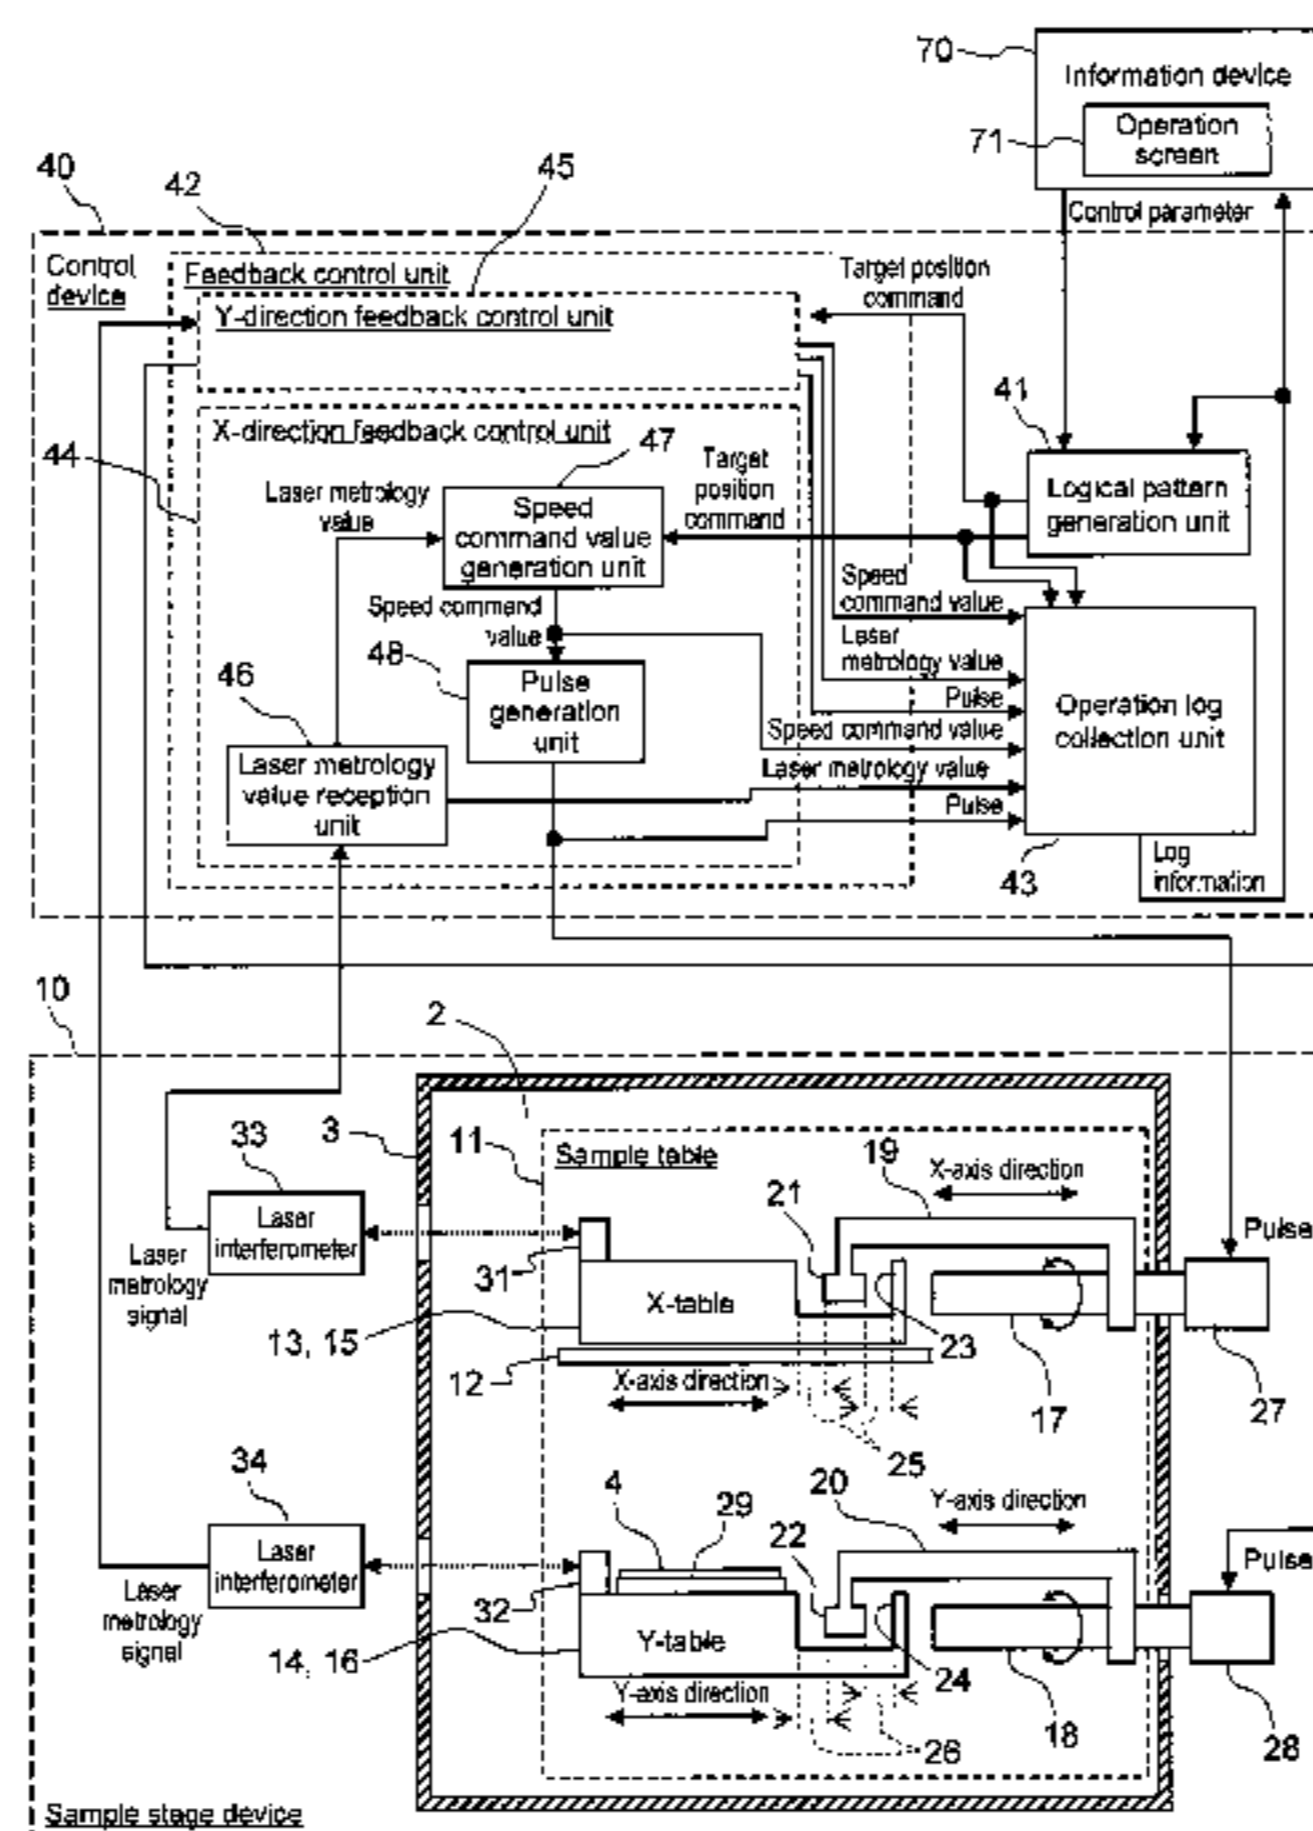 70
Information device
71
Operation
screen
40
42
45
Control parameter
Control
device
Feedback control unit
Target position
command
Y-direction feedback control unit
41
X-direction feedback control unit
44
47
Laser metrology
value
Target
position
command
Speed
command value
generation unit
Logical pattern
generation unit
Speed command
value
Speed
command value
48
46
Pulse
generation
unit
Laser
metrology value
Pulse
Speed command value
Operation log
collection unit
Laser metrology
value reception
unit
Laser metrology value
Pulse
43
Log
information
10
2
33
3
11
Sample table
19
X-axis direction
21
Laser
interferometer
Pulse
Laser
metrology
signal
31
X-table
13, 15
23
12
X-axis direction
17
27
25
34
4
29
20
Y-axis direction
22
Laser
interferometer
Pulse
Laser
metrology
signal
32
Y-table
14, 16
24
Y-axis direction
18
28
26
Sample stage device